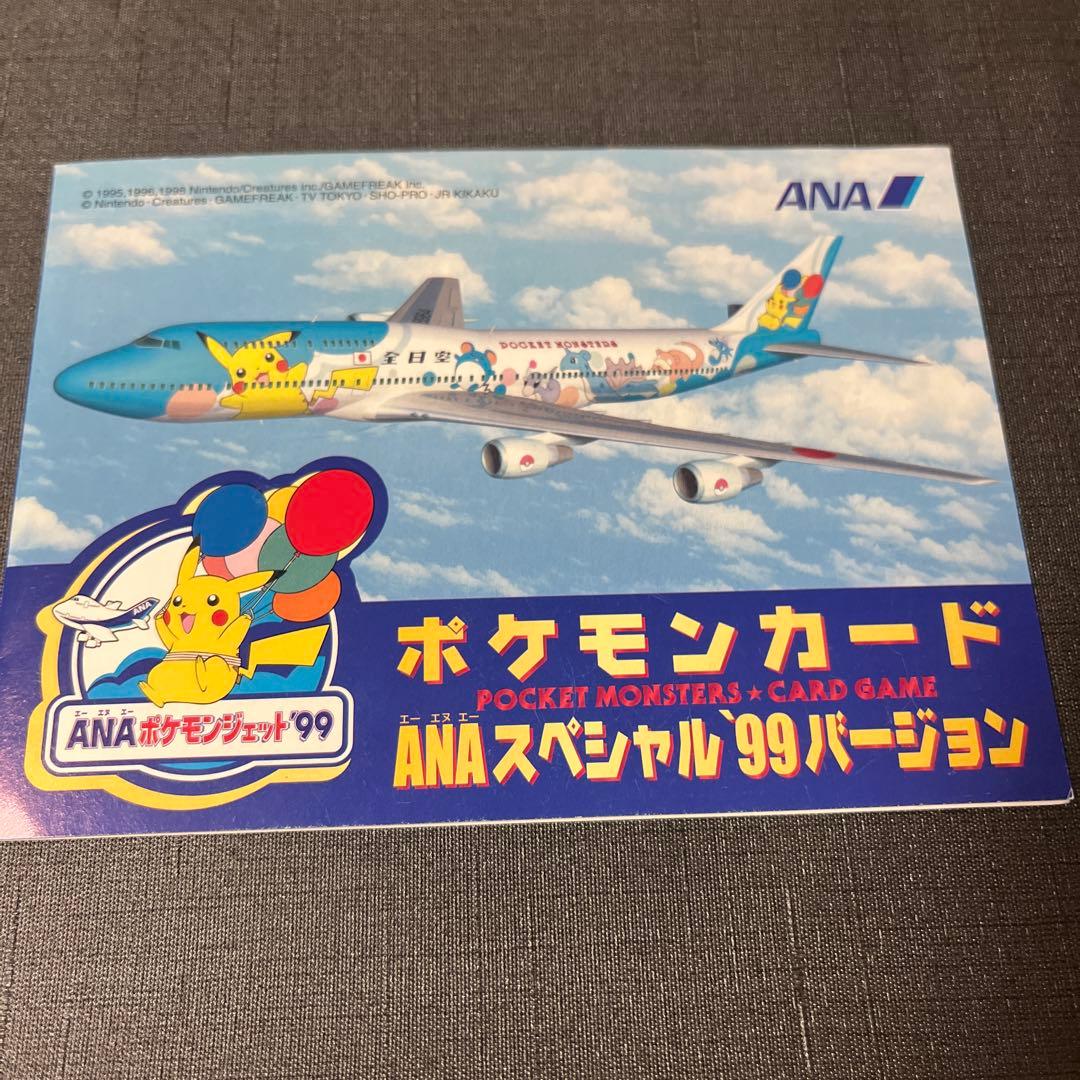 © 1995,1996,1998 Nintendo/Creatures Inc./GAMEFREAK Inc.
© Nintendo・Creatures・GAMEFREAK・TV TOKYO・SHO-PRO・JR KIKAKU
ANA
全日空
POCKET MONSTERS
ANA
エー エヌ エー
ANAポケモンジェット'99
ポケモンカード
POCKET MONSTERS★CARD GAME
エー エヌ エー
ANAスペシャル'99バージョン